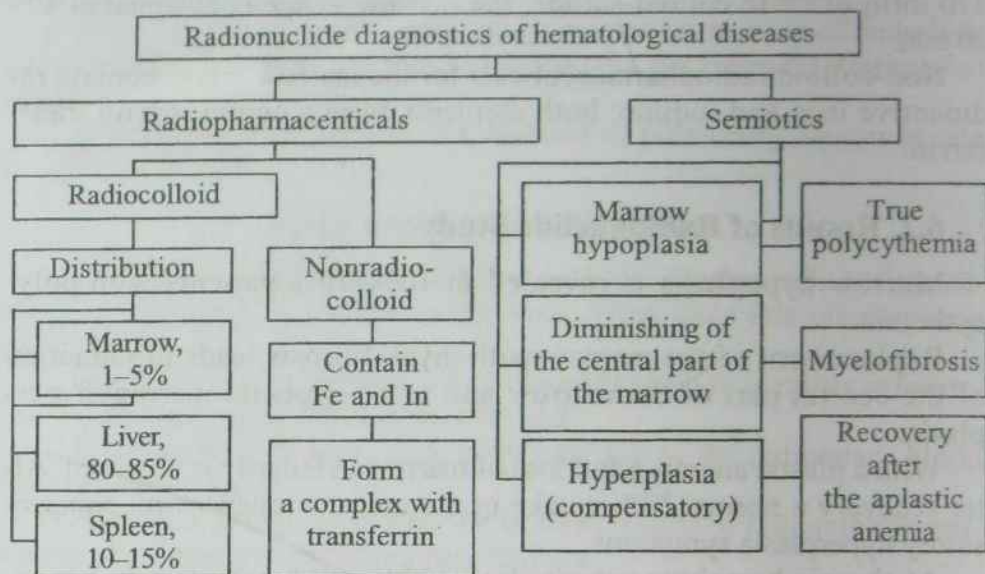 Radionuclide diagnostics of hematological diseases
Radiopharmacenticals
Semiotics
Radiocolloid
Distribution
Marrow,
1–5%
Liver,
80–85%
Spleen,
10–15%
Nonradio-
colloid
Contain
Fe and In
Form
a complex with
transferrin
Marrow
hypoplasia
True
polycythemia
Diminishing of
the central part of
the marrow
Myelofibrosis
Hyperplasia
(compensatory)
Recovery
after
the aplastic
anemia